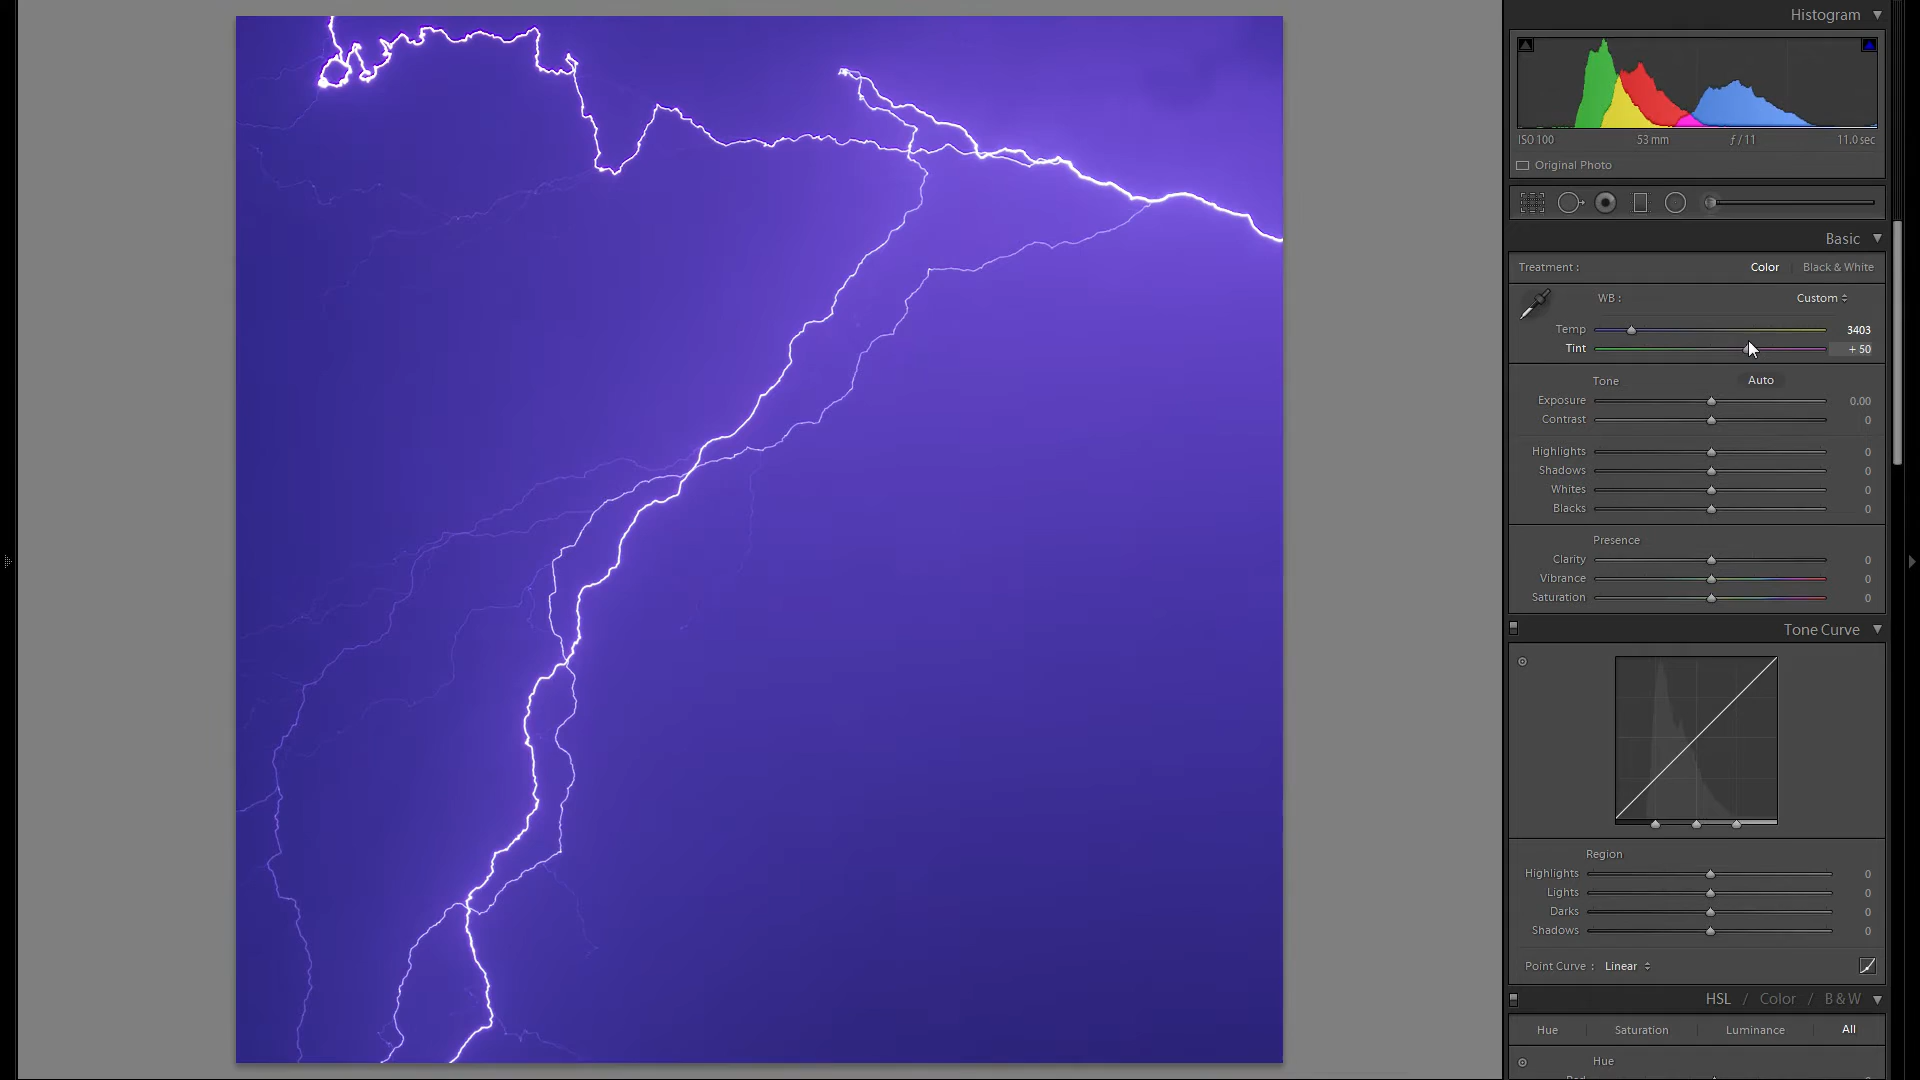 Histogram
ISO 100 53 mm ƒ / 11 11.0 sec
Original Photo
Basic
Treatment : Color Black & White
WB : Custom
Temp 3403
Tint + 50
Tone Auto
Exposure 0.00
Contrast 0
Highlights 0
Shadows 0
Whites 0
Blacks 0
Presence
Clarity 0
Vibrance 0
Saturation 0
Tone Curve
Region
Highlights 0
Lights 0
Darks 0
Shadows 0
Point Curve : Linear
HSL / Color / B & W
Hue Saturation Luminance All
Hue